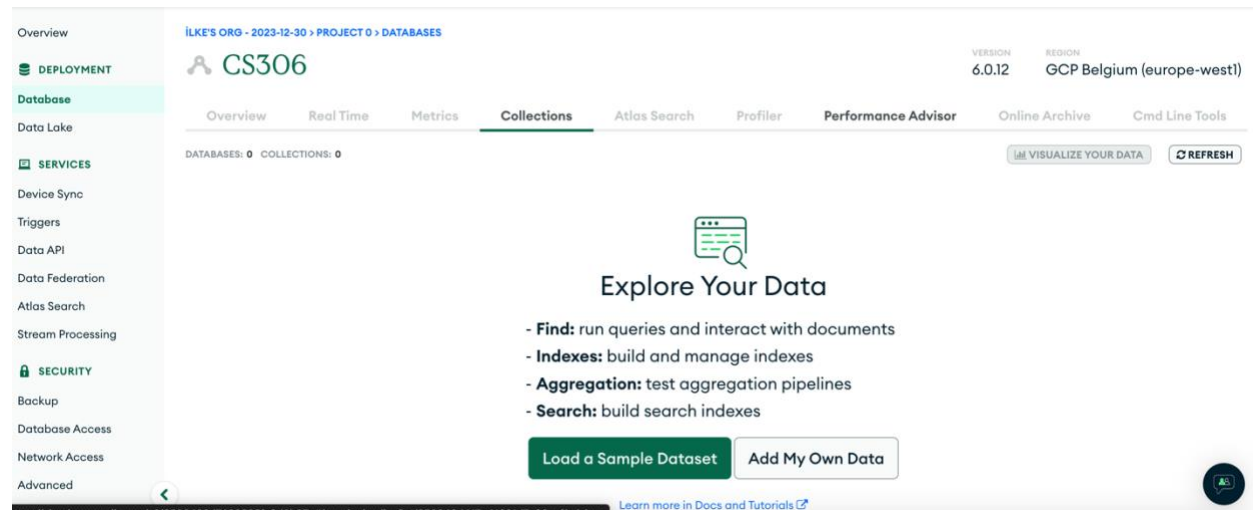 Overview
DEPLOYMENT
Database
Data Lake
SERVICES
Device Sync
Triggers
Data API
Data Federation
Atlas Search
Stream Processing
SECURITY
Backup
Database Access
Network Access
Advanced
İLKE'S ORG - 2023-12-30 > PROJECT 0 > DATABASES
CS306
VERSION REGION
6.0.12 GCP Belgium (europe-west1)
Overview Real Time Metrics Collections Atlas Search Profiler Performance Advisor Online Archive Cmd Line Tools
DATABASES: 0 COLLECTIONS: 0 VISUALIZE YOUR DATA REFRESH
Explore Your Data
- Find: run queries and interact with documents
- Indexes: build and manage indexes
- Aggregation: test aggregation pipelines
- Search: build search indexes
Load a Sample Dataset Add My Own Data
Learn more in Docs and Tutorials